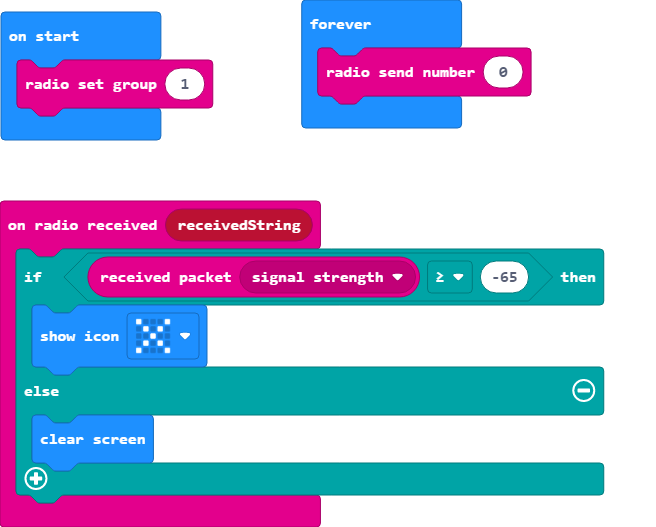 on start
radio set group 1
forever
radio send number 0
on radio received receivedString
if received packet signal strength ≥ -65 then
show icon
else
clear screen